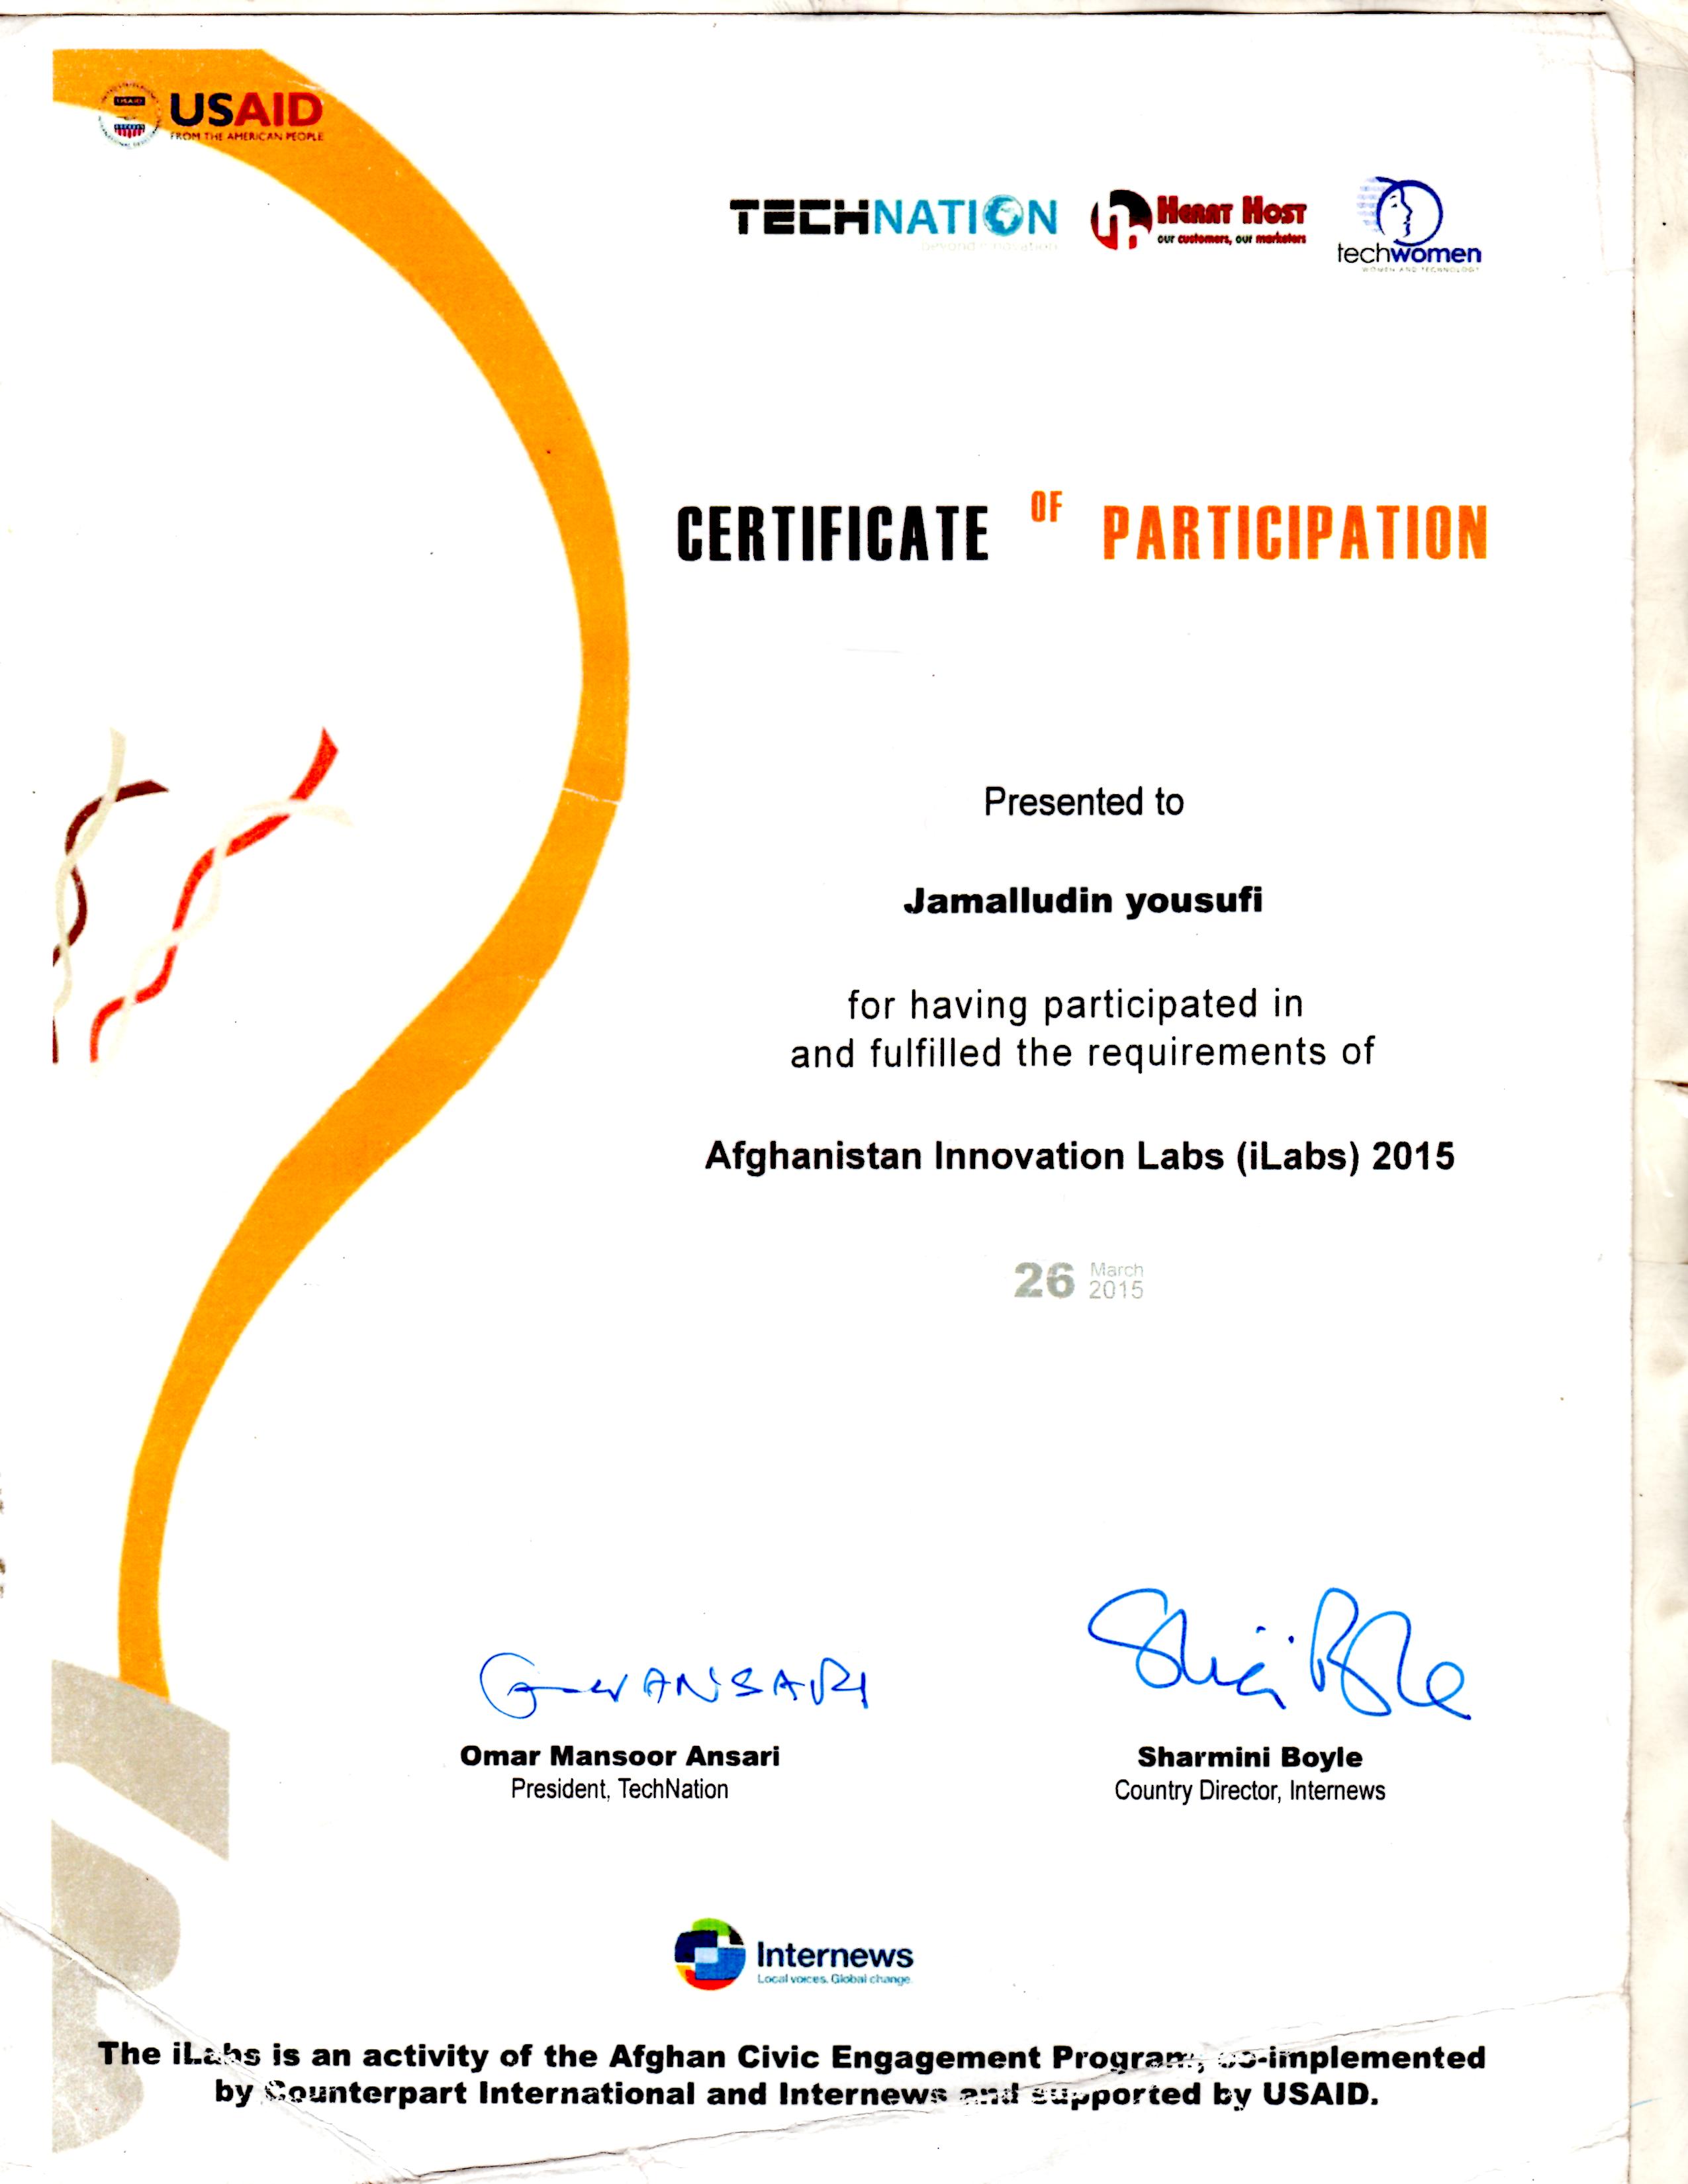 USAID
FROM THE AMERICAN PEOPLE
TECHNATION
HERAT HOST
our customers, our marketers
techwomen
WOMEN AND TECHNOLOGY
CERTIFICATE OF PARTICIPATION
Presented to
Jamalludin yousufi
for having participated in
and fulfilled the requirements of
Afghanistan Innovation Labs (iLabs) 2015
26 March 2015
ANSARI
Omar Mansoor Ansari
President, TechNation
Sharmini Boyle
Country Director, Internews
Internews
Local voices. Global change.
The iLabs is an activity of the Afghan Civic Engagement Program, co-implemented
by Counterpart International and Internews and supported by USAID.